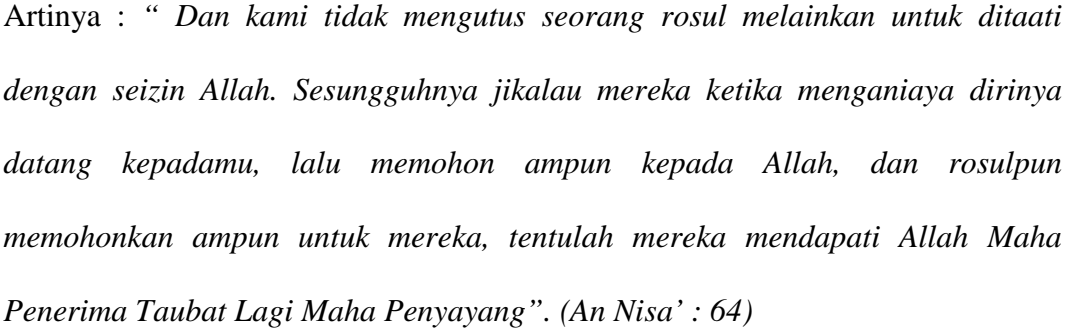 Artinya : “ Dan kami tidak mengutus seorang rosul melainkan untuk ditaati
dengan seizin Allah. Sesungguhnya jikalau mereka ketika menganiaya dirinya
datang kepadamu, lalu memohon ampun kepada Allah, dan rosulpun
memohonkan ampun untuk mereka, tentulah mereka mendapati Allah Maha
Penerima Taubat Lagi Maha Penyayang”. (An Nisa’ : 64)